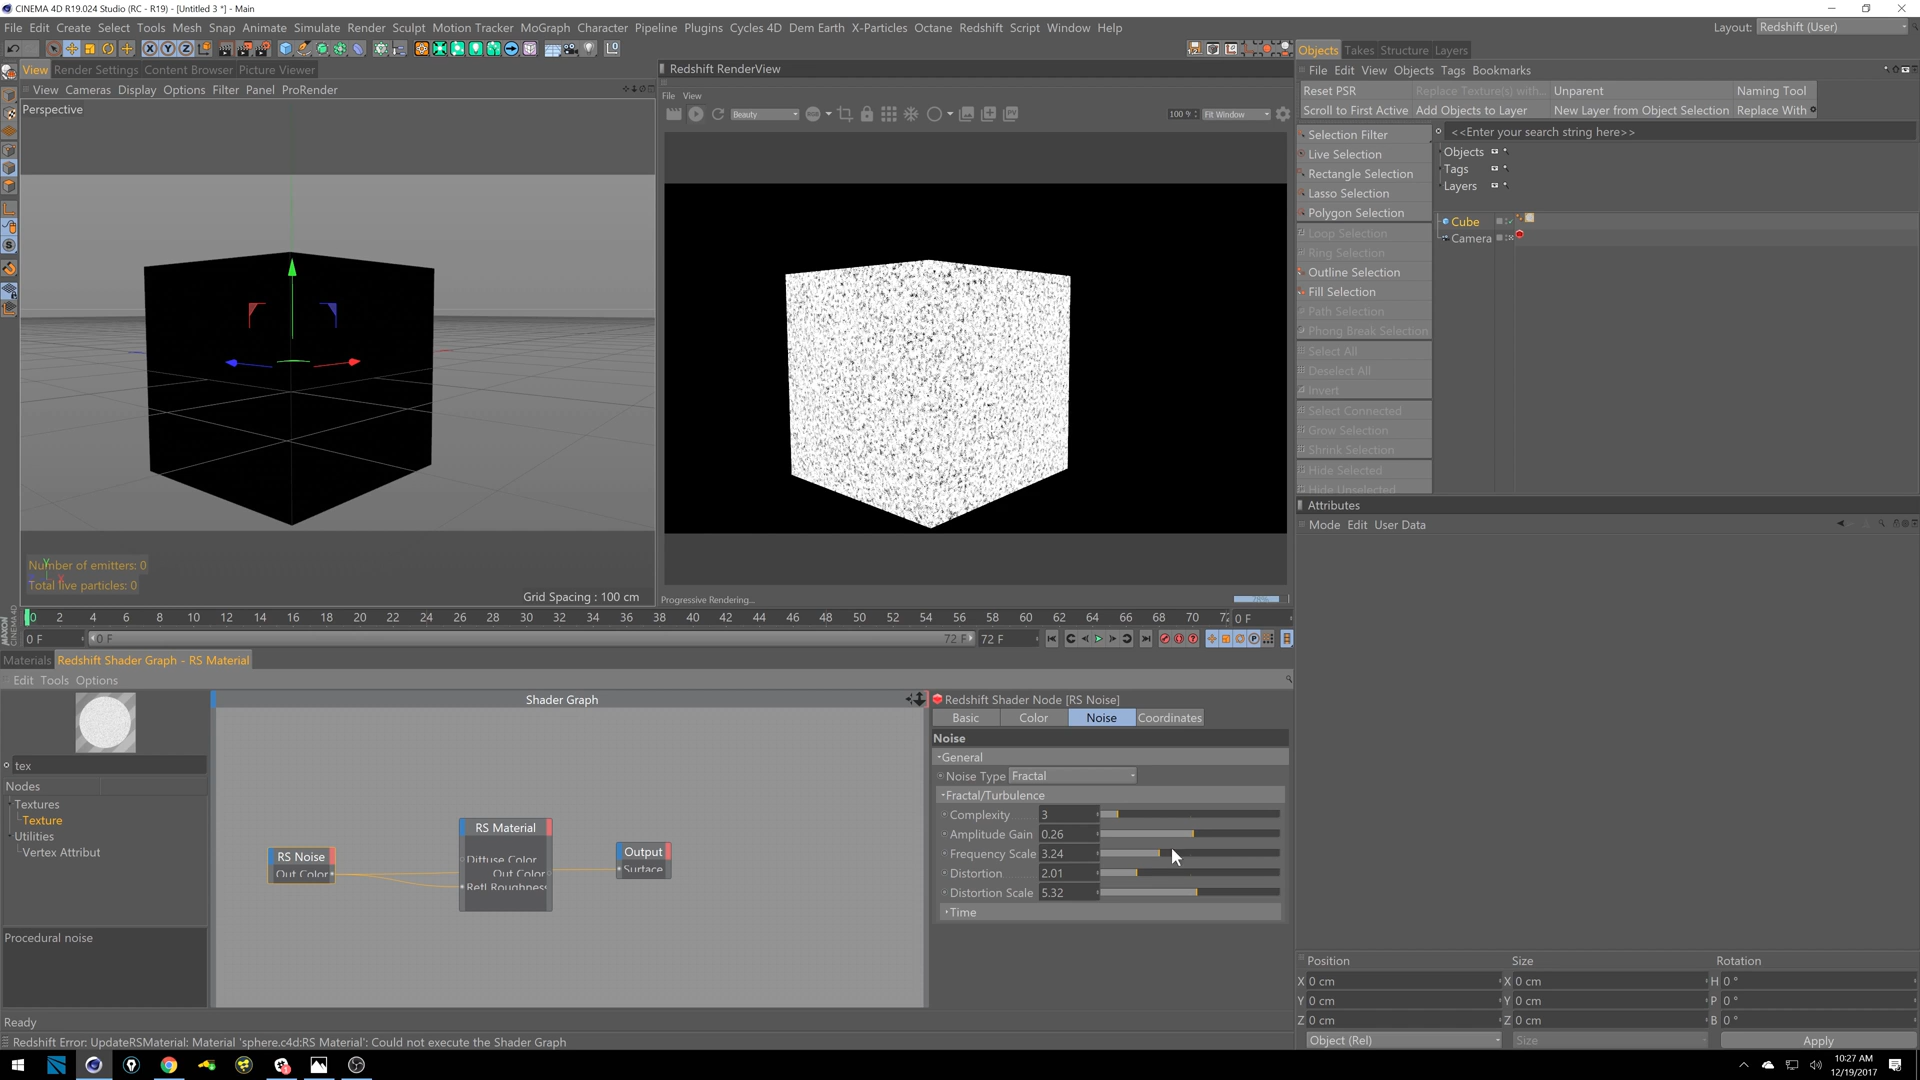 CINEMA 4D R19.024 Studio (RC - R19) - [Untitled 3 *] - Main
File Edit Create Select Tools Mesh Snap Animate Simulate Render Sculpt Motion Tracker MoGraph Character Pipeline Plugins Cycles 4D Dem Earth X-Particles Octane Redshift Script Window Help
Layout: Redshift (User)
View Render Settings Content Browser Picture Viewer
View Cameras Display Options Filter Panel ProRender
Perspective
Number of emitters: 0
Total live particles: 0
Grid Spacing : 100 cm
Redshift RenderView
File View
Beauty
100 %
Fit Window
Progressive Rendering...
Objects Takes Structure Layers
File Edit View Objects Tags Bookmarks
Reset PSR Replace Texture(s) with... Unparent Naming Tool
Scroll to First Active Add Objects to Layer New Layer from Object Selection Replace With
Selection Filter
Live Selection
Rectangle Selection
Lasso Selection
Polygon Selection
Loop Selection
Ring Selection
Outline Selection
Fill Selection
Path Selection
Phong Break Selection
Select All
Deselect All
Invert
Select Connected
Grow Selection
Shrink Selection
Hide Selected
Hide Unselected
<<Enter your search string here>>
Objects
Tags
Layers
Cube
Camera
Attributes
Mode Edit User Data
0 2 4 6 8 10 12 14 16 18 20 22 24 26 28 30 32 34 36 38 40 42 44 46 48 50 52 54 56 58 60 62 64 66 68 70 72 0 F
0 F 0 F 72 F 72 F
MAXON CINEMA 4D
Materials Redshift Shader Graph - RS Material
Edit Tools Options
tex
Nodes
Textures
Texture
Utilities
Vertex Attribut
Procedural noise
Shader Graph
RS Noise
Out Color
RS Material
Diffuse Color
Out Color
Refl Roughness
Output
Surface
Redshift Shader Node [RS Noise]
Basic Color Noise Coordinates
Noise
General
Noise Type Fractal
Fractal/Turbulence
Complexity 3
Amplitude Gain 0.26
Frequency Scale 3.24
Distortion 2.01
Distortion Scale 5.32
Time
Position Size Rotation
X 0 cm X 0 cm H 0 °
Y 0 cm Y 0 cm P 0 °
Z 0 cm Z 0 cm B 0 °
Object (Rel) Size Apply
Ready
Redshift Error: UpdateRSMaterial: Material 'sphere.c4d:RS Material': Could not execute the Shader Graph
10:27 AM
12/19/2017